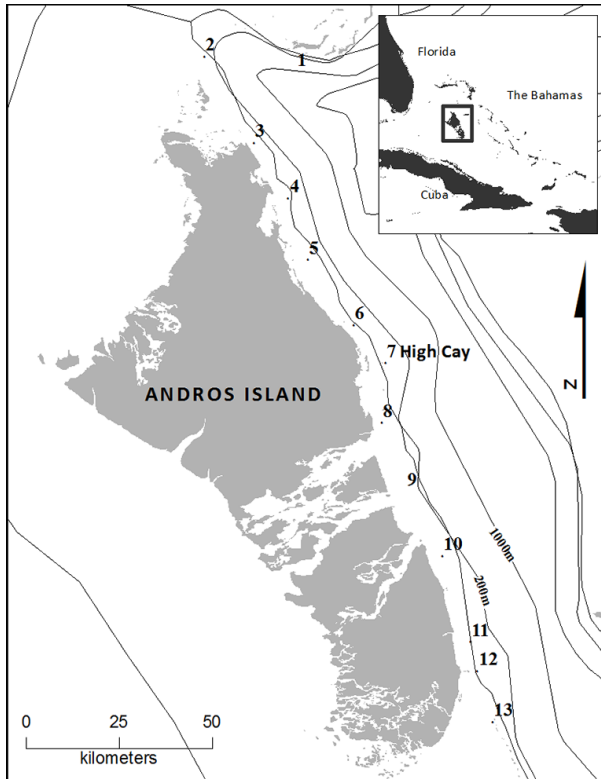 2
1
Florida
The Bahamas
Cuba
3
4
5
6
7 High Cay
ANDROS ISLAND
8
9
10
1000m
200m
11
12
13
N
0 25 50
kilometers